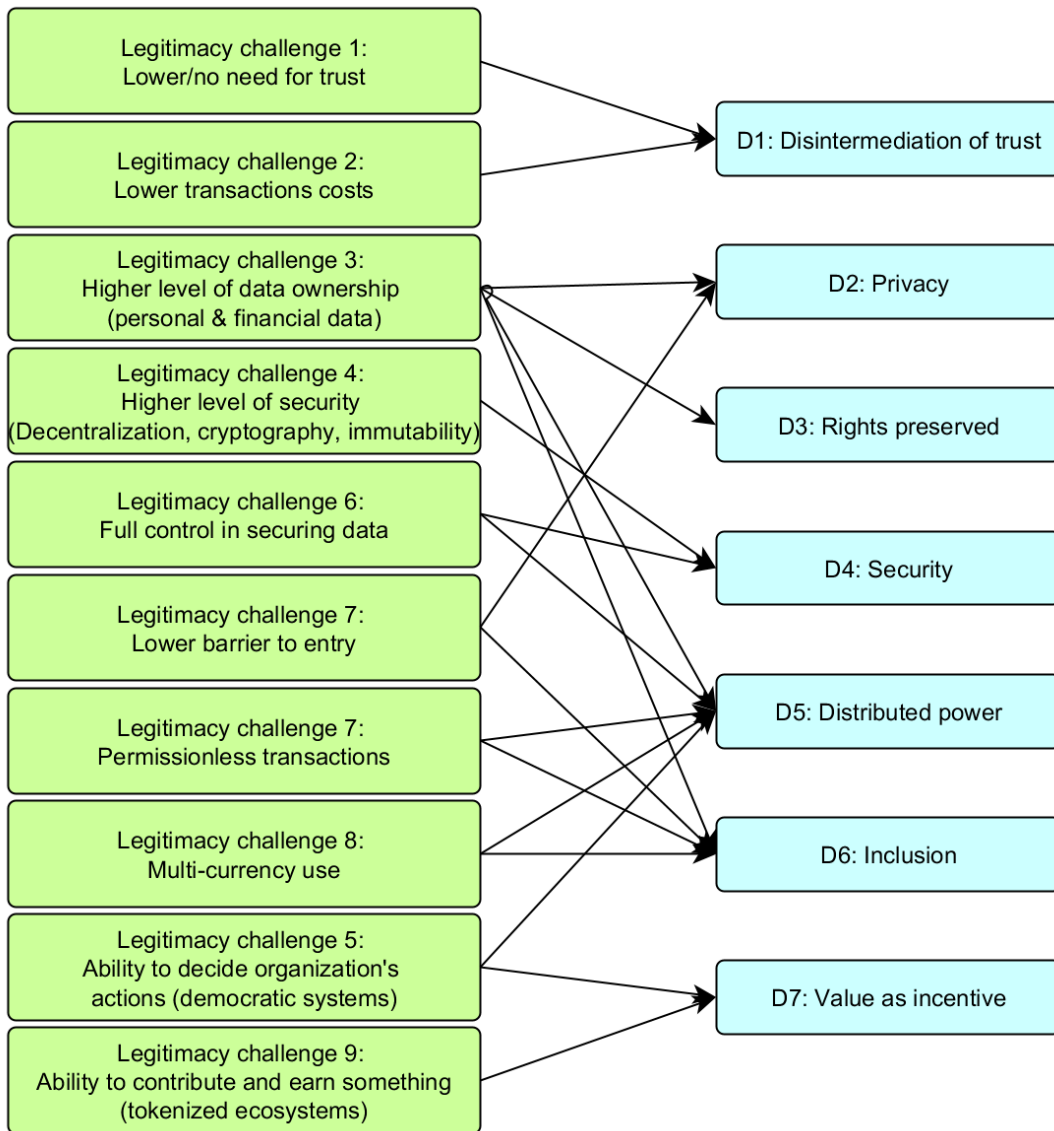 Legitimacy challenge 1:
Lower/no need for trust
Legitimacy challenge 2:
Lower transactions costs
Legitimacy challenge 3:
Higher level of data ownership
(personal & financial data)
Legitimacy challenge 4:
Higher level of security
(Decentralization, cryptography, immutability)
Legitimacy challenge 6:
Full control in securing data
Legitimacy challenge 7:
Lower barrier to entry
Legitimacy challenge 7:
Permissionless transactions
Legitimacy challenge 8:
Multi-currency use
Legitimacy challenge 5:
Ability to decide organization's
actions (democratic systems)
Legitimacy challenge 9:
Ability to contribute and earn something
(tokenized ecosystems)
D1: Disintermediation of trust
D2: Privacy
D3: Rights preserved
D4: Security
D5: Distributed power
D6: Inclusion
D7: Value as incentive